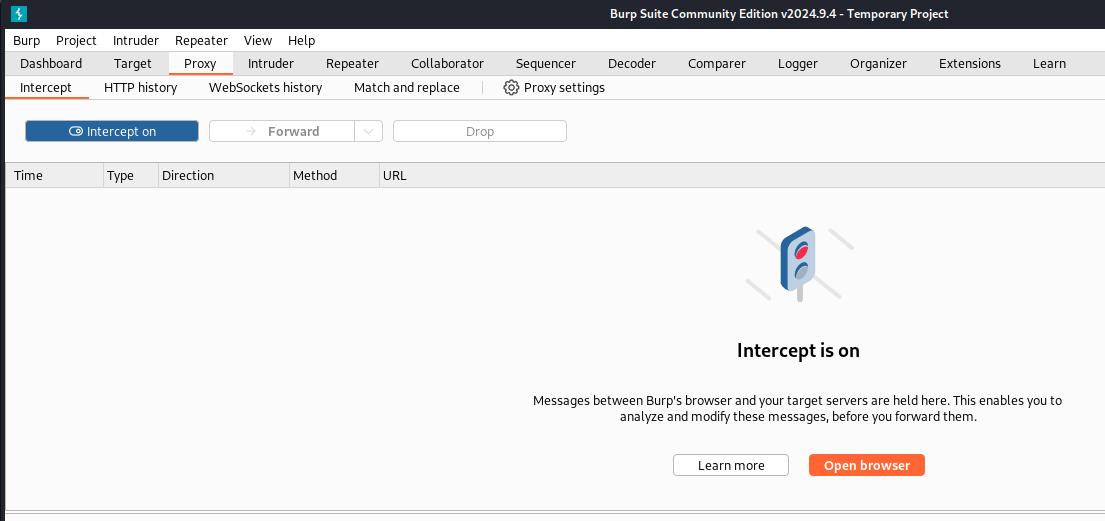 Burp Suite Community Edition v2024.9.4 - Temporary Project
Burp Project Intruder Repeater View Help
Dashboard Target Proxy Intruder Repeater Collaborator Sequencer Decoder Comparer Logger Organizer Extensions Learn
Intercept HTTP history WebSockets history Match and replace Proxy settings
Intercept on Forward Drop
Time Type Direction Method URL
Intercept is on
Messages between Burp's browser and your target servers are held here. This enables you to
analyze and modify these messages, before you forward them.
Learn more Open browser